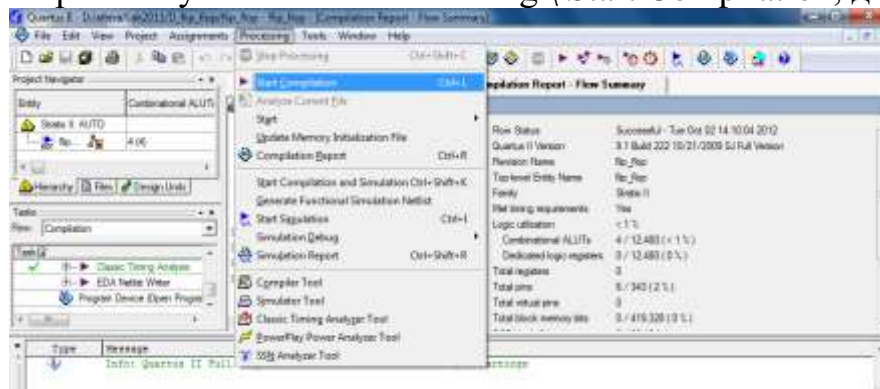 Processing \ Start Compilation, д
Quartus II - - [Compilation Report - Flow Summary]
File Edit View Project Assignments Processing Tools Window Help
Stop Processing Ctrl+Shift+C
Start Compilation Ctrl+L
Analyze Current File
Start
Update Memory Initialization File
Compilation Report Ctrl+R
Start Compilation and Simulation Ctrl+Shift+K
Generate Functional Simulation Netlist
Start Simulation Ctrl+I
Simulation Debug
Simulation Report Ctrl+Shift+R
Compiler Tool
Simulator Tool
Classic Timing Analyzer Tool
PowerPlay Power Analyzer Tool
SSN Analyzer Tool
Project Navigator
Entity Combinational ALUTs
Stratix II: AUTO
4 (4)
Hierarchy Files Design Units
Tasks
Flow: Compilation
Task
Classic Timing Analysis
EDA Netlist Writer
Program Device (Open Progra
Compilation Report - Flow Summary
Flow Status Successful - Tue Oct 02 14:10:04 2012
Quartus II Version 9.1 Build 222 10/21/2009 SJ Full Version
Revision Name flip_flop
Top-level Entity Name flip_flop
Family Stratix II
Met timing requirements Yes
Logic utilization < 1 %
Combinational ALUTs 4 / 12,480 ( < 1 % )
Dedicated logic registers 0 / 12,480 ( 0 % )
Total registers 0
Total pins 6 / 343 ( 2 % )
Total virtual pins 0
Total block memory bits 0 / 419,328 ( 0 % )
Type Message
Info: Quartus II Full